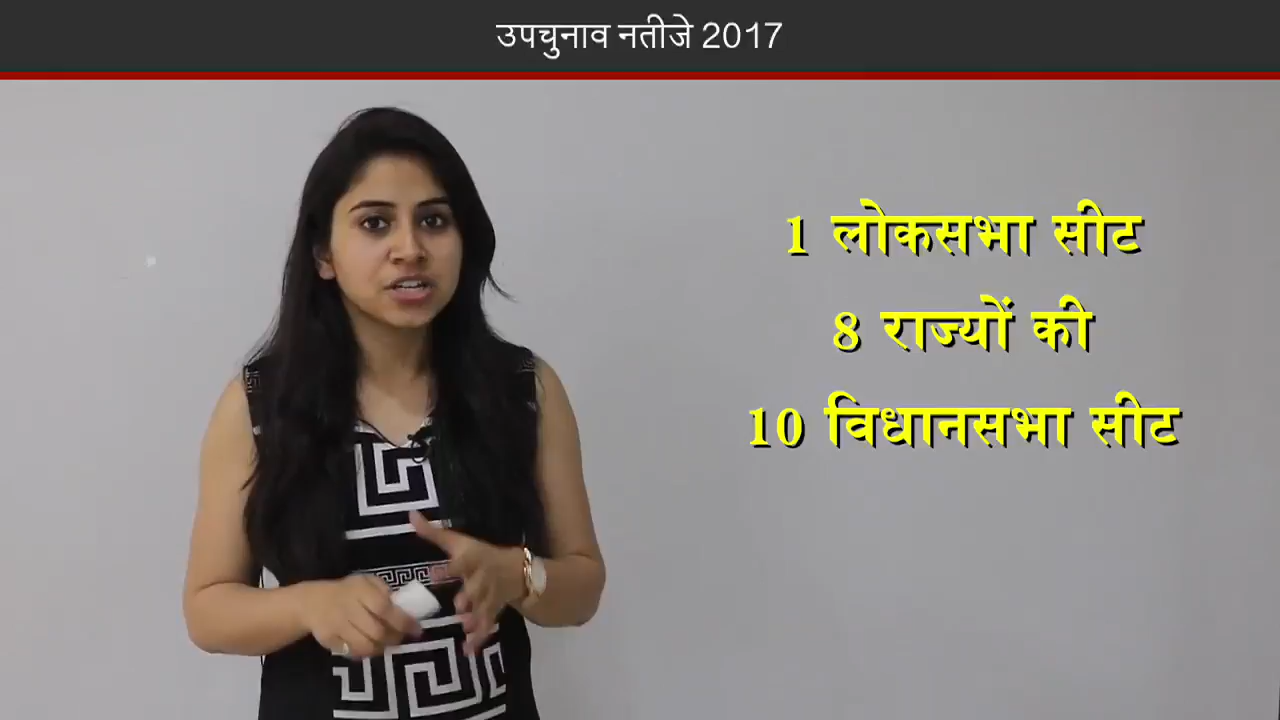 उपचुनाव नतीजे 2017
1 लोकसभा सीट
8 राज्यों की
10 विधानसभा सीट